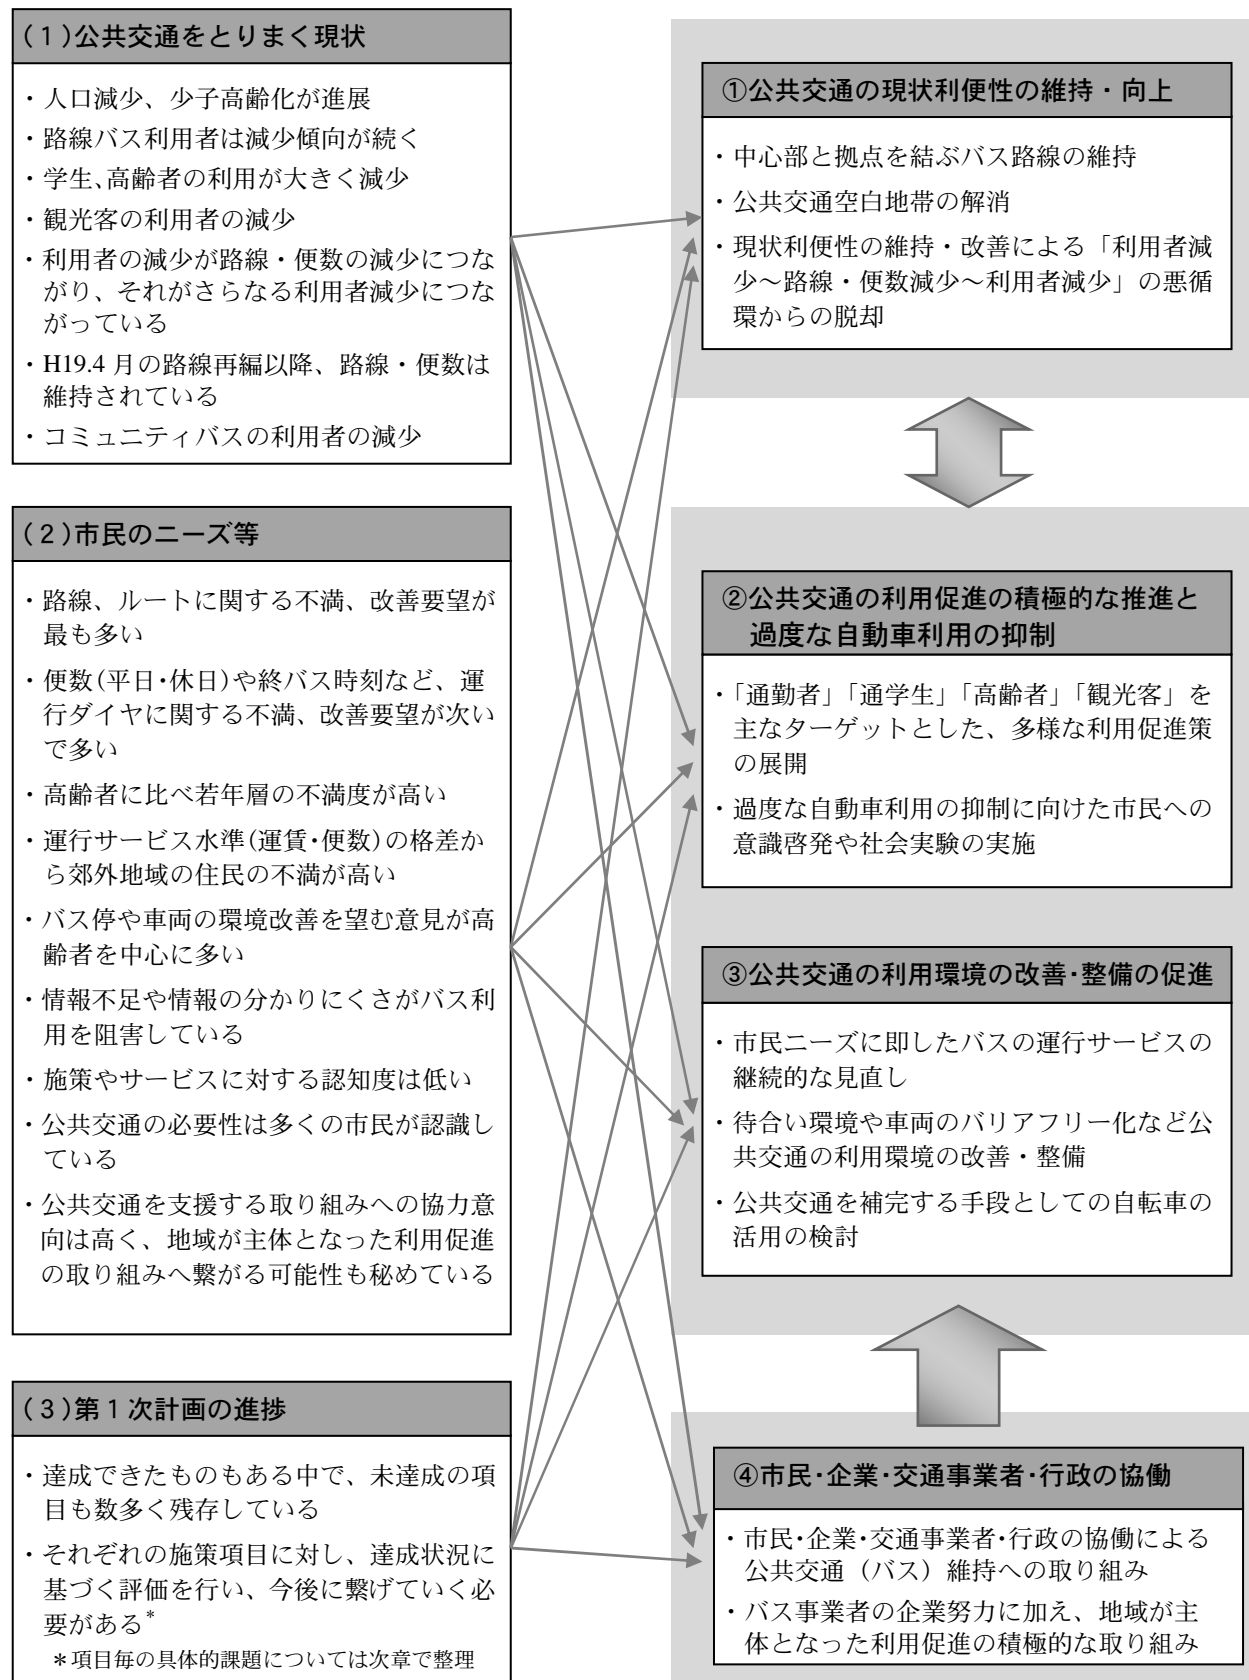 (1)公共交通をとりまく現状
・人口減少、少子高齢化が進展
・路線バス利用者は減少傾向が続く
・学生､高齢者の利用が大きく減少
・観光客の利用者の減少
・利用者の減少が路線・便数の減少につな
がり、それがさらなる利用者減少につな
がっている
・H19.4月の路線再編以降、路線・便数は
維持されている
・コミュニティバスの利用者の減少
(2)市民のニーズ等
・路線、ルートに関する不満、改善要望が
最も多い
・便数(平日･休日)や終バス時刻など、運
行ダイヤに関する不満、改善要望が次い
で多い
・高齢者に比べ若年層の不満度が高い
・運行サービス水準(運賃･便数)の格差か
ら郊外地域の住民の不満が高い
・バス停や車両の環境改善を望む意見が高
齢者を中心に多い
・情報不足や情報の分かりにくさがバス利
用を阻害している
・施策やサービスに対する認知度は低い
・公共交通の必要性は多くの市民が認識し
ている
・公共交通を支援する取り組みへの協力意
向は高く、地域が主体となった利用促進
の取り組みへ繋がる可能性も秘めている
(3)第1次計画の進捗
・達成できたものもある中で、未達成の項
目も数多く残存している
・それぞれの施策項目に対し、達成状況に
基づく評価を行い、今後に繋げていく必
要がある*
＊項目毎の具体的課題については次章で整理
①公共交通の現状利便性の維持・向上
・中心部と拠点を結ぶバス路線の維持
・公共交通空白地帯の解消
・現状利便性の維持・改善による「利用者減
少～路線・便数減少～利用者減少」の悪循
環からの脱却
②公共交通の利用促進の積極的な推進と
過度な自動車利用の抑制
・「通勤者」「通学生」「高齢者」「観光客」を
主なターゲットとした、多様な利用促進策
の展開
・過度な自動車利用の抑制に向けた市民への
意識啓発や社会実験の実施
③公共交通の利用環境の改善･整備の促進
・市民ニーズに即したバスの運行サービスの
継続的な見直し
・待合い環境や車両のバリアフリー化など公
共交通の利用環境の改善・整備
・公共交通を補完する手段としての自転車の
活用の検討
④市民･企業･交通事業者･行政の協働
・市民･企業･交通事業者･行政の協働による
公共交通（バス）維持への取り組み
・バス事業者の企業努力に加え、地域が主
体となった利用促進の積極的な取り組み